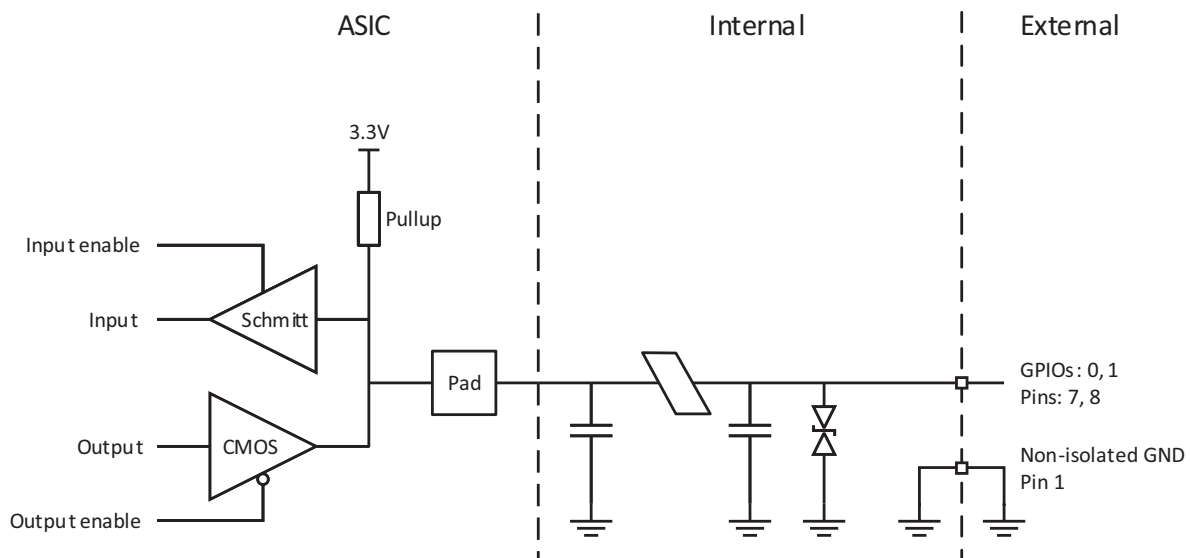 ASIC
Internal
External
3.3V
Pullup
Input enable
Schmitt
Input
Pad
GPIOs: 0, 1
Pins: 7, 8
CMOS
Output
Non-isolated GND
Pin 1
Output enable